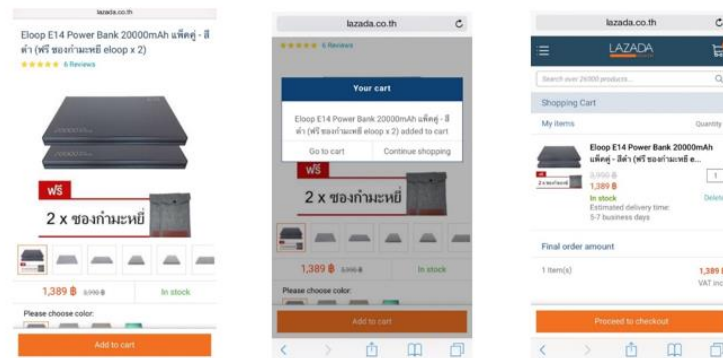 lazada.co.th
Eloop E14 Power Bank 20000mAh แพ็คคู่ - สี
ดำ (ฟรี ซองกำมะหยี่ eloop x 2)
6 Reviews
ฟรี
2 x ซองกำมะหยี่
1,389 ฿ 3,990 ฿ In stock
Please choose color:
Add to cart
lazada.co.th
6 Reviews
Your cart
Eloop E14 Power Bank 20000mAh แพ็คคู่ - สี
ดำ (ฟรี ซองกำมะหยี่ eloop x 2) added to cart
Go to cart Continue shopping
ฟรี
2 x ซองกำมะหยี่
1,389 ฿ 3,990 ฿ In stock
Please choose color:
Add to cart
lazada.co.th
LAZADA
Search over 26000 products...
Shopping Cart
My items Quantity
Eloop E14 Power Bank 20000mAh
แพ็คคู่ - สีดำ (ฟรี ซองกำมะหยี่ e...
3,990 ฿ 1
1,389 ฿
In stock Delete
Estimated delivery time:
5-7 business days
Final order amount
1 Item(s) 1,389 ฿
VAT incl
Proceed to checkout